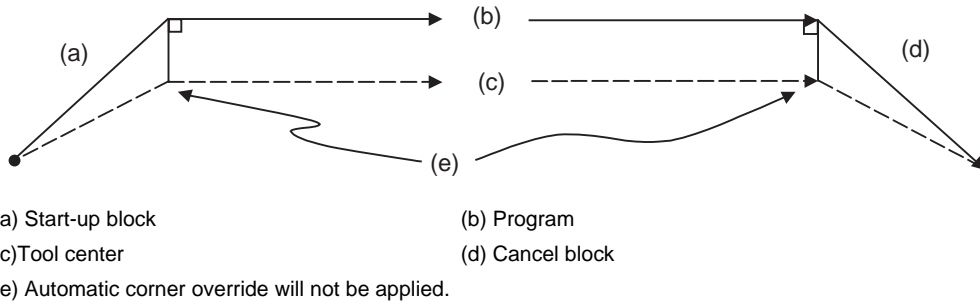 (a)
(b)
(c)
(d)
(e)
a) Start-up block
(b) Program
c)Tool center
(d) Cancel block
e) Automatic corner override will not be applied.